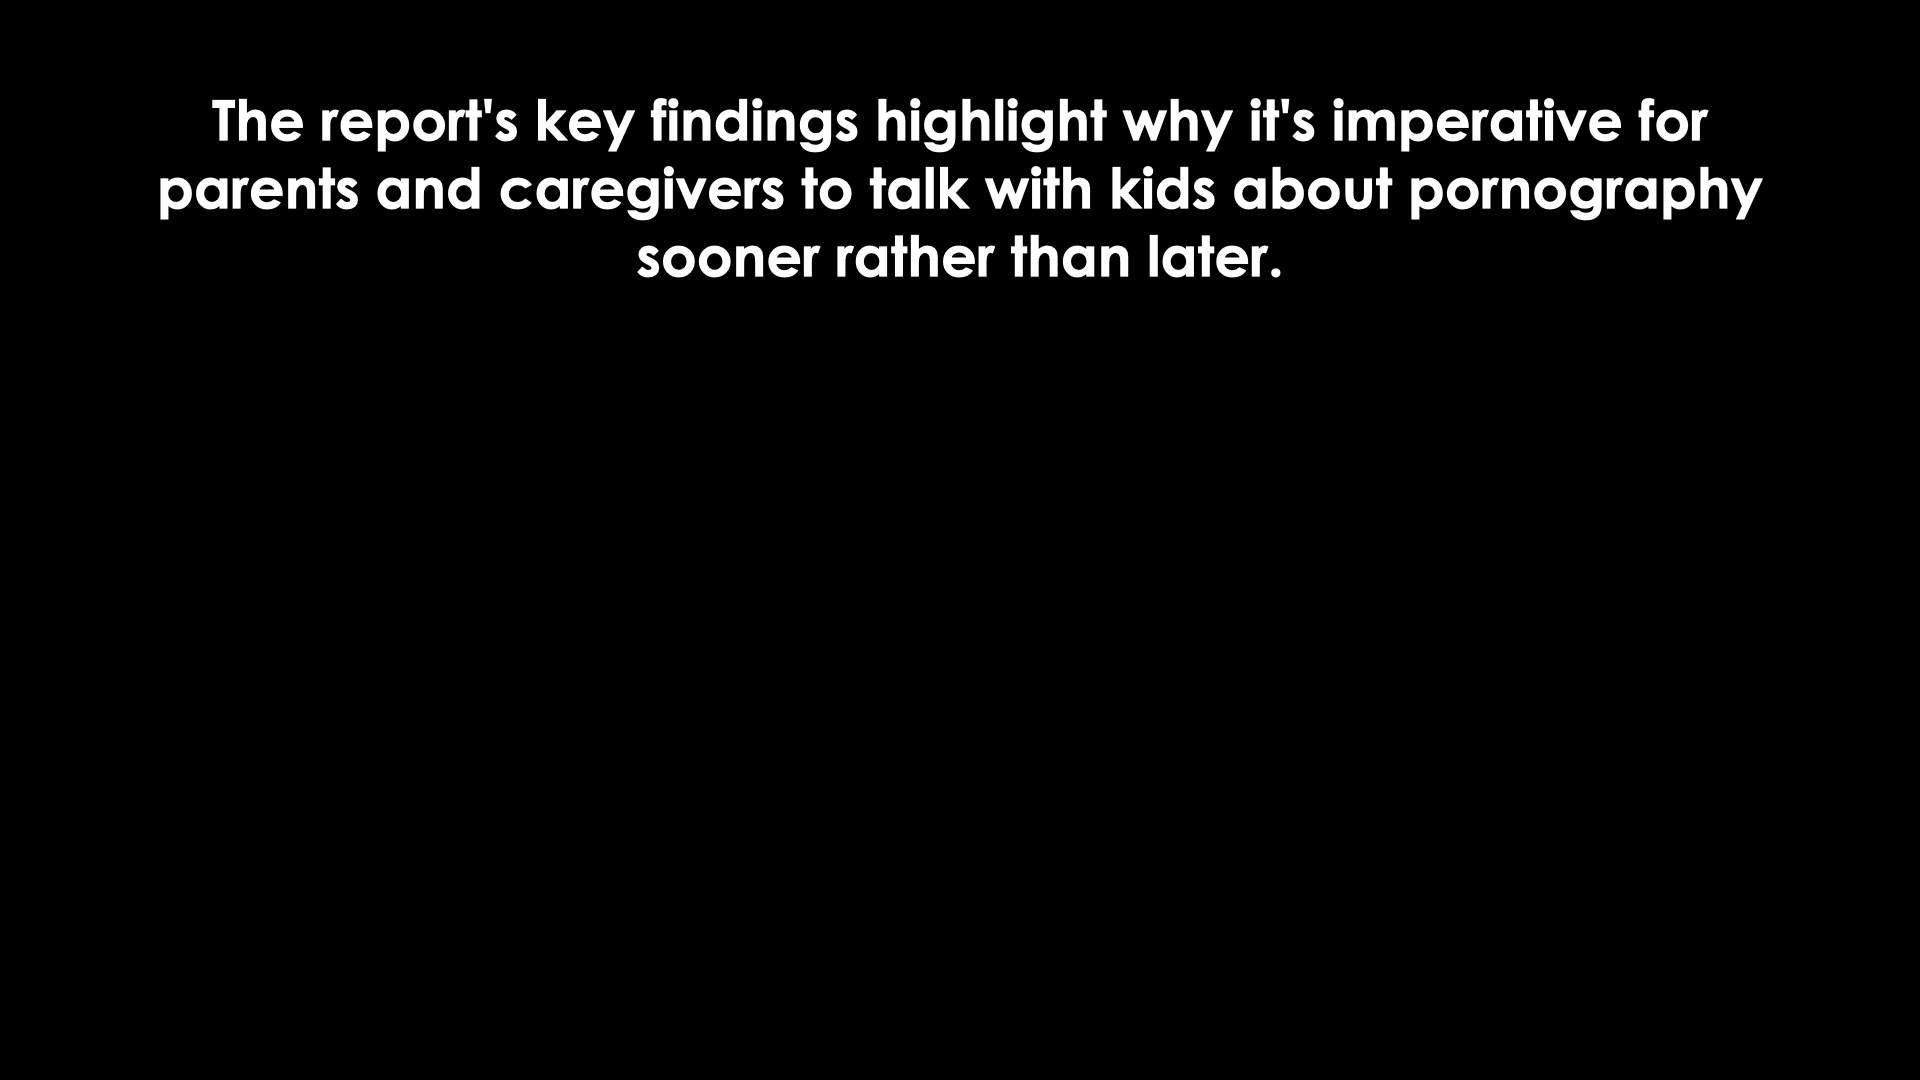 The report's key findings highlight why it's imperative for
parents and caregivers to talk with kids about pornography
sooner rather than later.